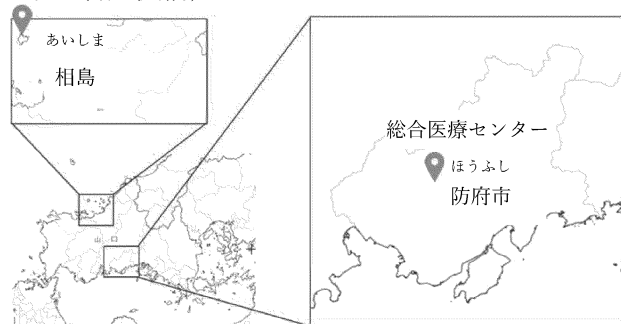 あいしま
相島
総合医療センター
ほうふし
防府市
山口